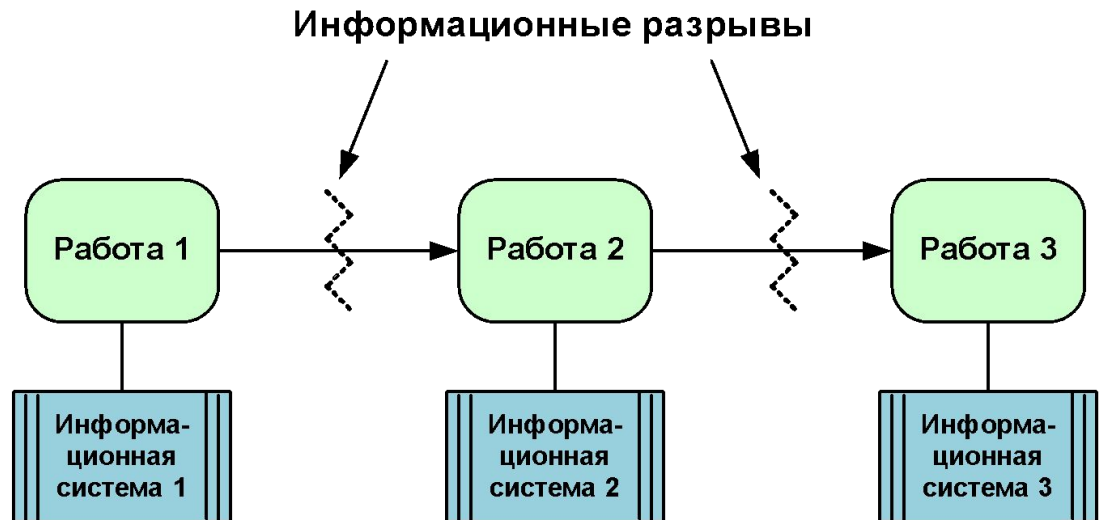 Информационные разрывы
Работа 1
Работа 2
Работа 3
Информа-
ционная
система 1
Информа-
ционная
система 2
Информа-
ционная
система 3